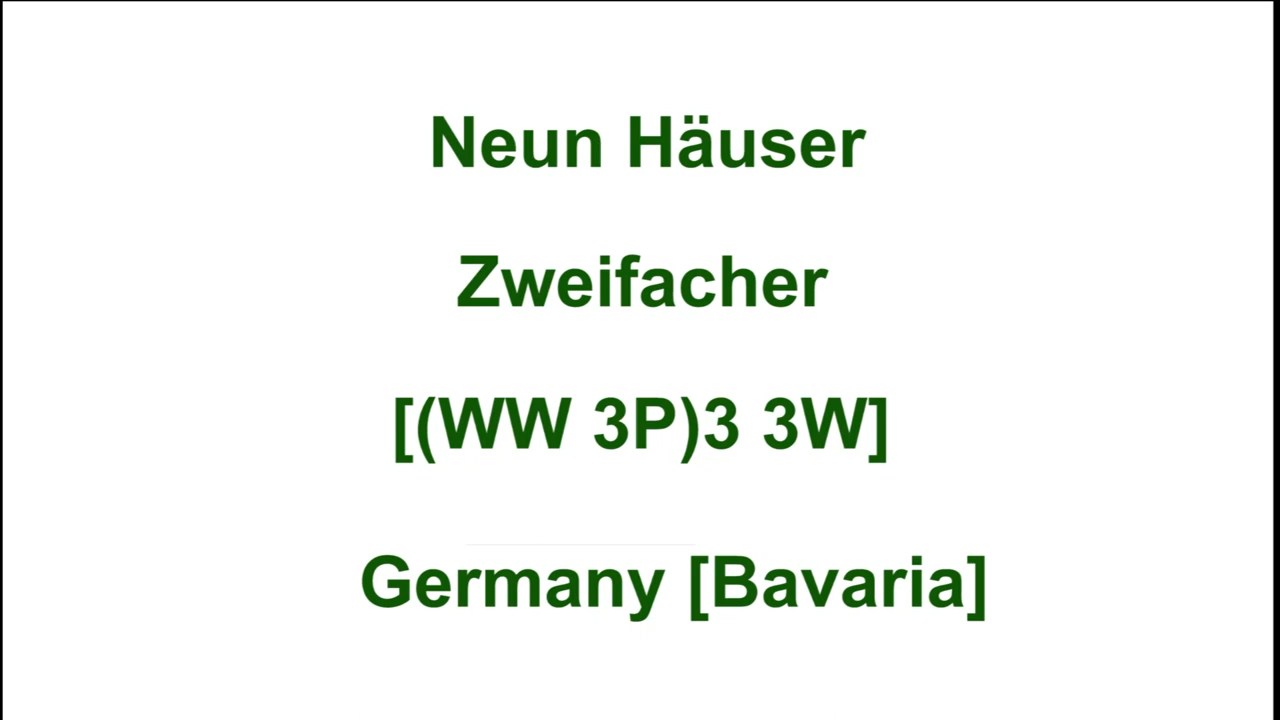 Neun Häuser
Zweifacher
[(WW 3P)3 3W]
Germany [Bavaria]